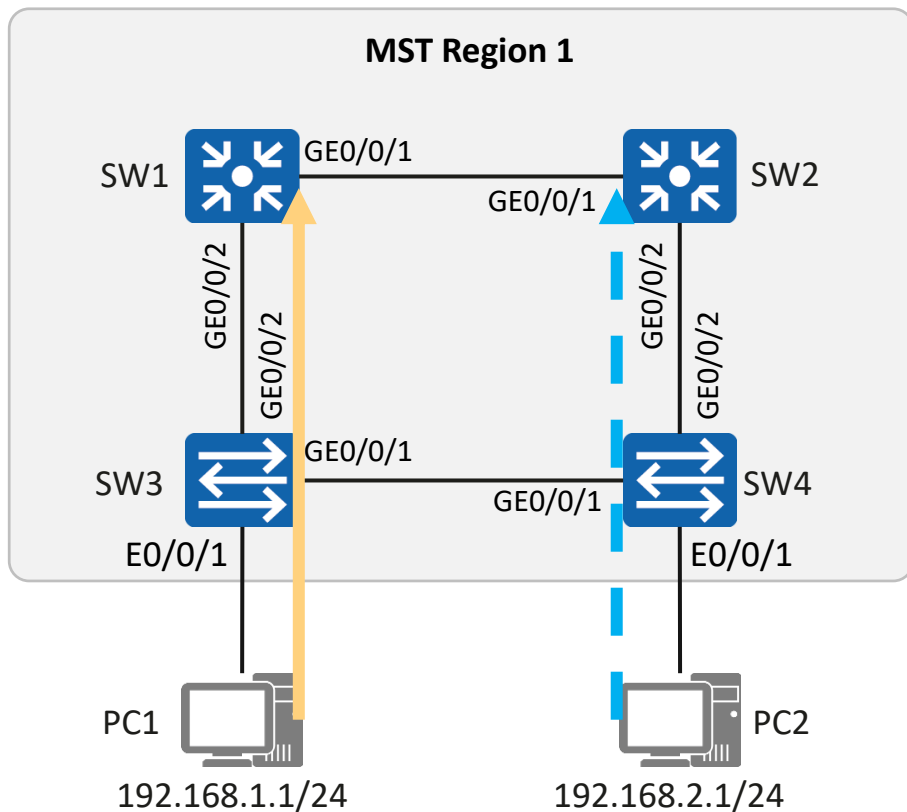 MST Region 1
GE0/0/1
SW1
SW2
GE0/0/1
GE0/0/2
GE0/0/2
GE0/0/2
GE0/0/2
GE0/0/1
SW3
SW4
GE0/0/1
E0/0/1
E0/0/1
PC1
PC2
192.168.1.1/24
192.168.2.1/24